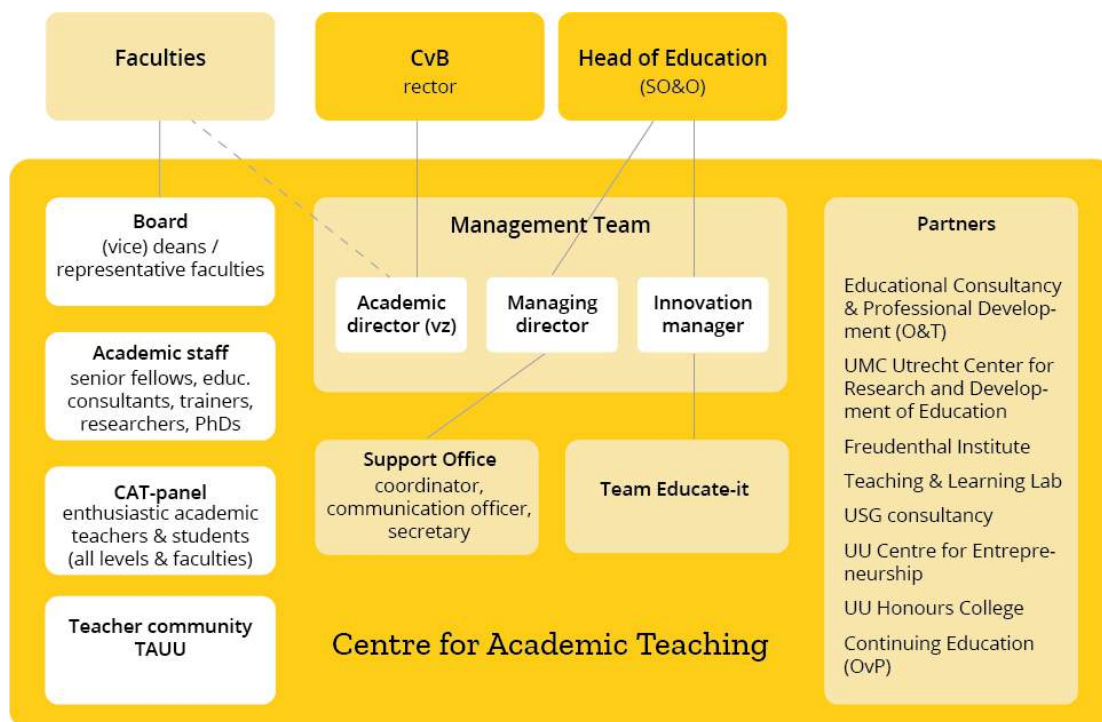 Faculties
CvB
rector
Head of Education
(SO&O)
Board
(vice) deans /
representative faculties
Academic staff
senior fellows, educ.
consultants, trainers,
researchers, PhDs
CAT-panel
enthusiastic academic
teachers & students
(all levels & faculties)
Teacher community
TAUU
Management Team
Academic
director (vz)
Managing
director
Innovation
manager
Support Office
coordinator,
communication officer,
secretary
Team Educate-it
Centre for Academic Teaching
Partners
Educational Consultancy
& Professional Develop-
ment (O&T)
UMC Utrecht Center for
Research and Develop-
ment of Education
Freudenthal Institute
Teaching & Learning Lab
USG consultancy
UU Centre for Entrepre-
neurship
UU Honours College
Continuing Education
(OvP)